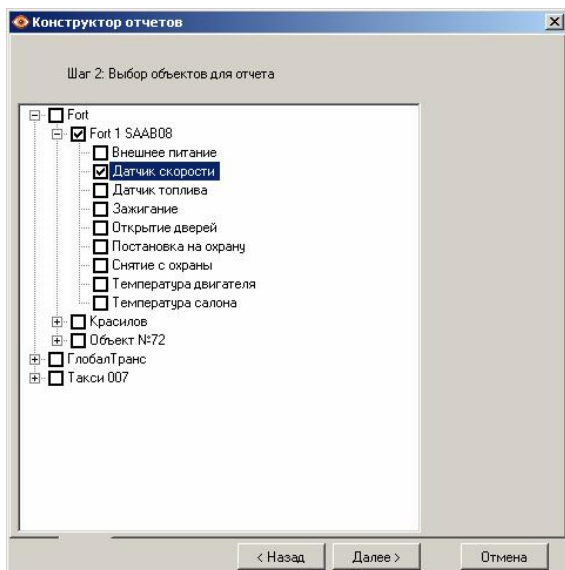 Конструктор отчетов
Шаг 2: Выбор объектов для отчета
Fort
Fort 1 SAAB08
Внешнее питание
Датчик скорости
Датчик топлива
Зажигание
Открытие дверей
Постановка на охрану
Снятие с охраны
Температура двигателя
Температура салона
Красилов
Объект №72
ГлобалТранс
Такси 007
< Назад Далее > Отмена